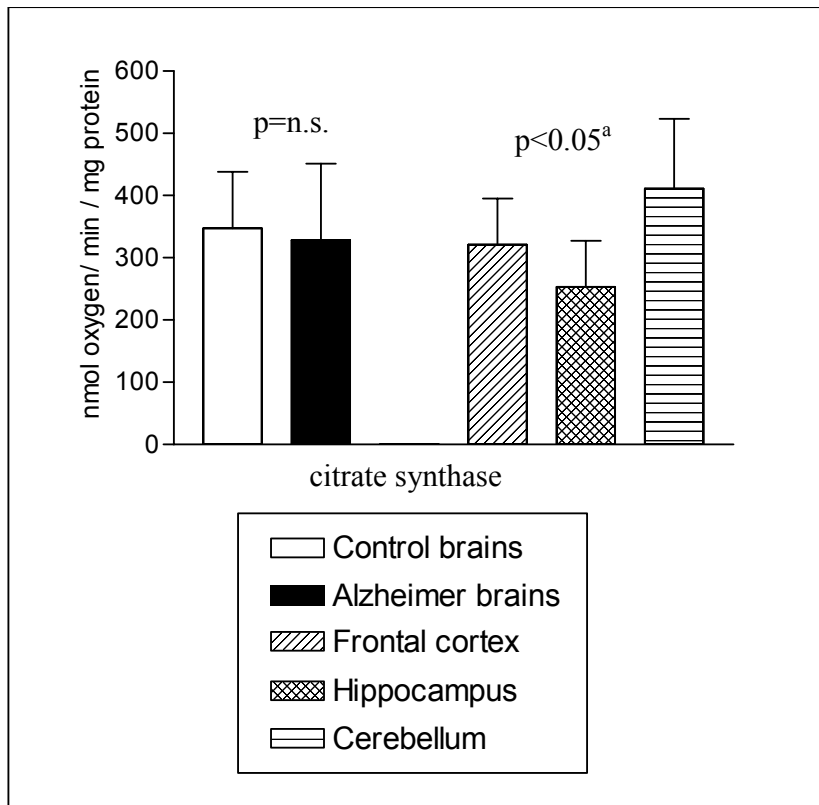 600
500
400
300
200
100
0
nmol oxygen/ min / mg protein
p=n.s.
p<0.05ᵃ
citrate synthase
Control brains
Alzheimer brains
Frontal cortex
Hippocampus
Cerebellum